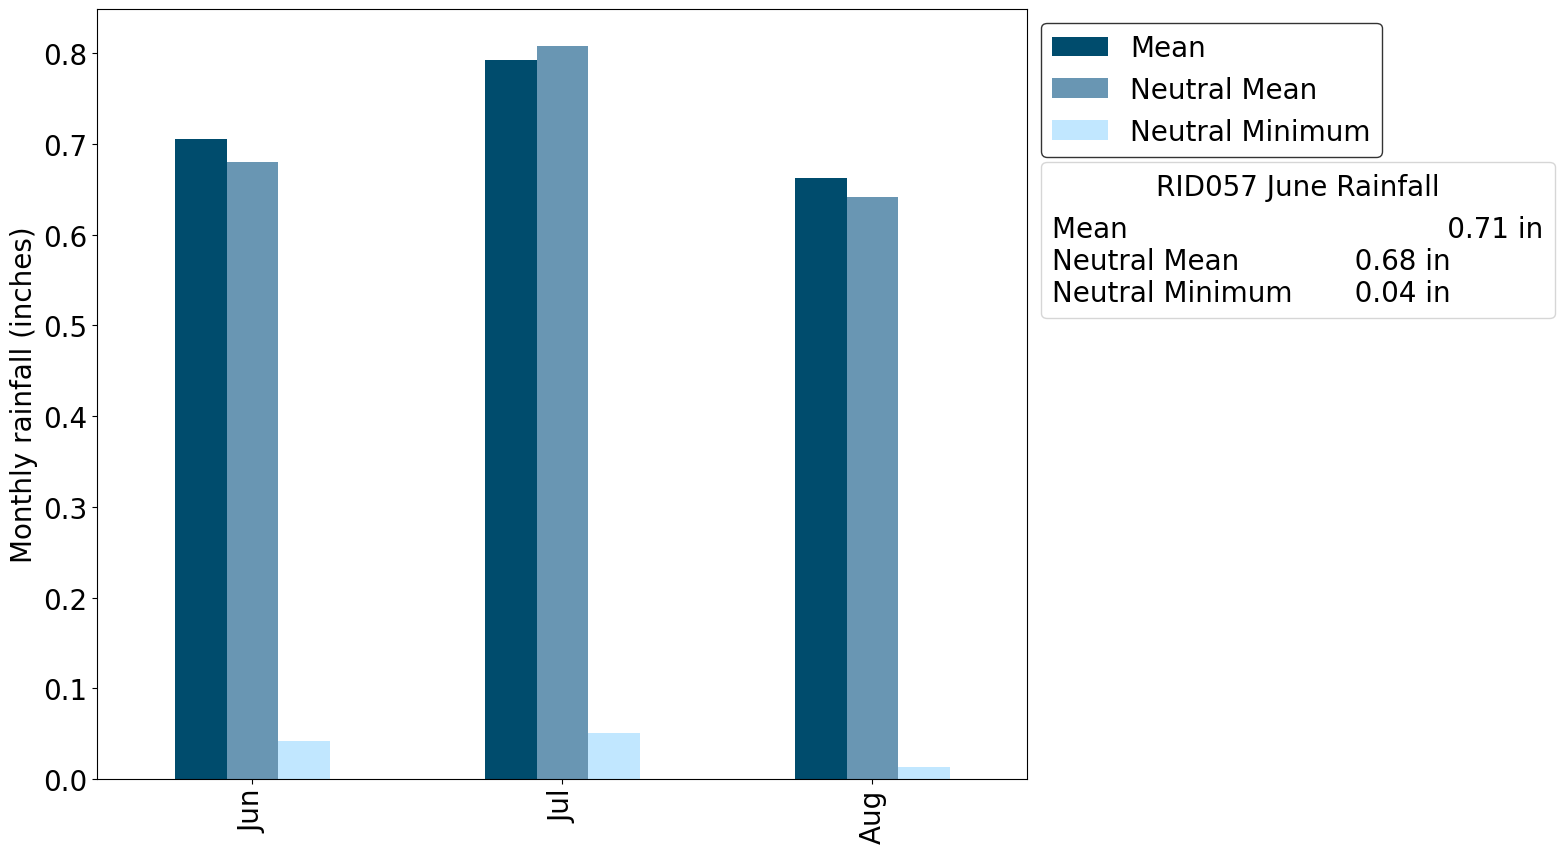 Monthly rainfall (inches)
0.8
0.7
0.6
0.5
0.4
0.3
0.2
0.1
0.0
Jun
Jul
Aug
Mean
Neutral Mean
Neutral Minimum
RID057 June Rainfall
Mean 0.71 in
Neutral Mean 0.68 in
Neutral Minimum 0.04 in